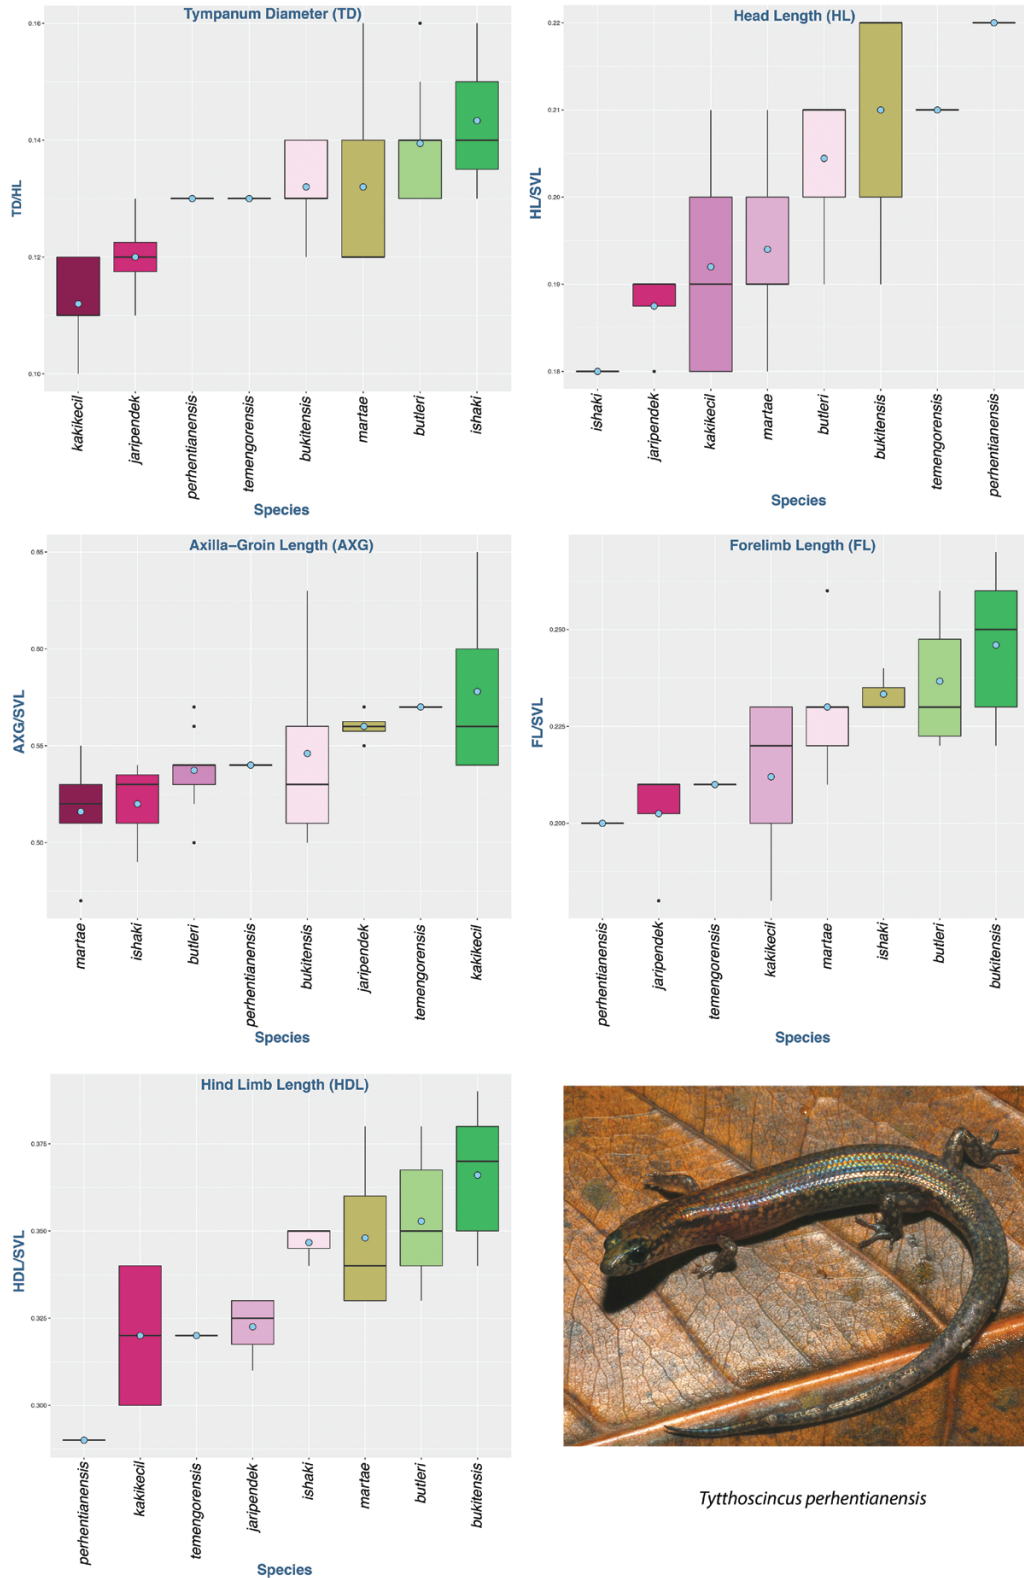 Tympanum Diameter (TD)
0.16
0.14
0.12
0.10
TD/HL
kakikecil
jaripendek
perhentianensis
temengorensis
bukitensis
martae
butleri
ishaki
Species
Head Length (HL)
0.22
0.21
0.20
0.19
0.18
HL/SVL
ishaki
jaripendek
kakikecil
martae
butleri
bukitensis
temengorensis
perhentianensis
Species
Axilla–Groin Length (AXG)
0.65
0.60
0.55
0.50
AXG/SVL
martae
ishaki
butleri
perhentianensis
bukitensis
jaripendek
temengorensis
kakikecil
Species
Forelimb Length (FL)
0.250
0.225
0.200
FL/SVL
perhentianensis
jaripendek
temengorensis
kakikecil
martae
ishaki
butleri
bukitensis
Species
Hind Limb Length (HDL)
0.375
0.350
0.325
0.300
HDL/SVL
perhentianensis
kakikecil
temengorensis
jaripendek
ishaki
martae
butleri
bukitensis
Species
Tytthoscincus perhentianensis